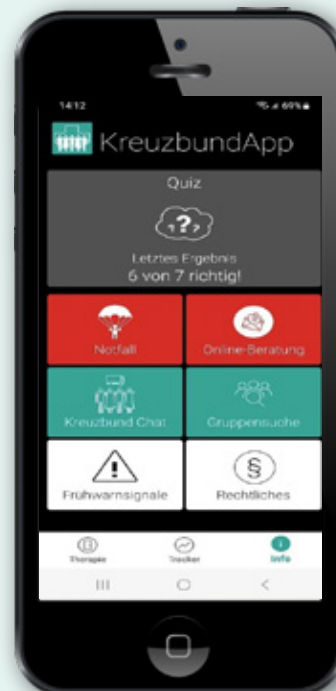 14:12 69%
KreuzbundApp
Quiz
?
Letztes Ergebnis
6 von 7 richtig!
Notfall Online-Beratung
Kreuzbund Chat Gruppensuche
! §
Frühwarnsignale Rechtliches
i
Therapie Tracker Info